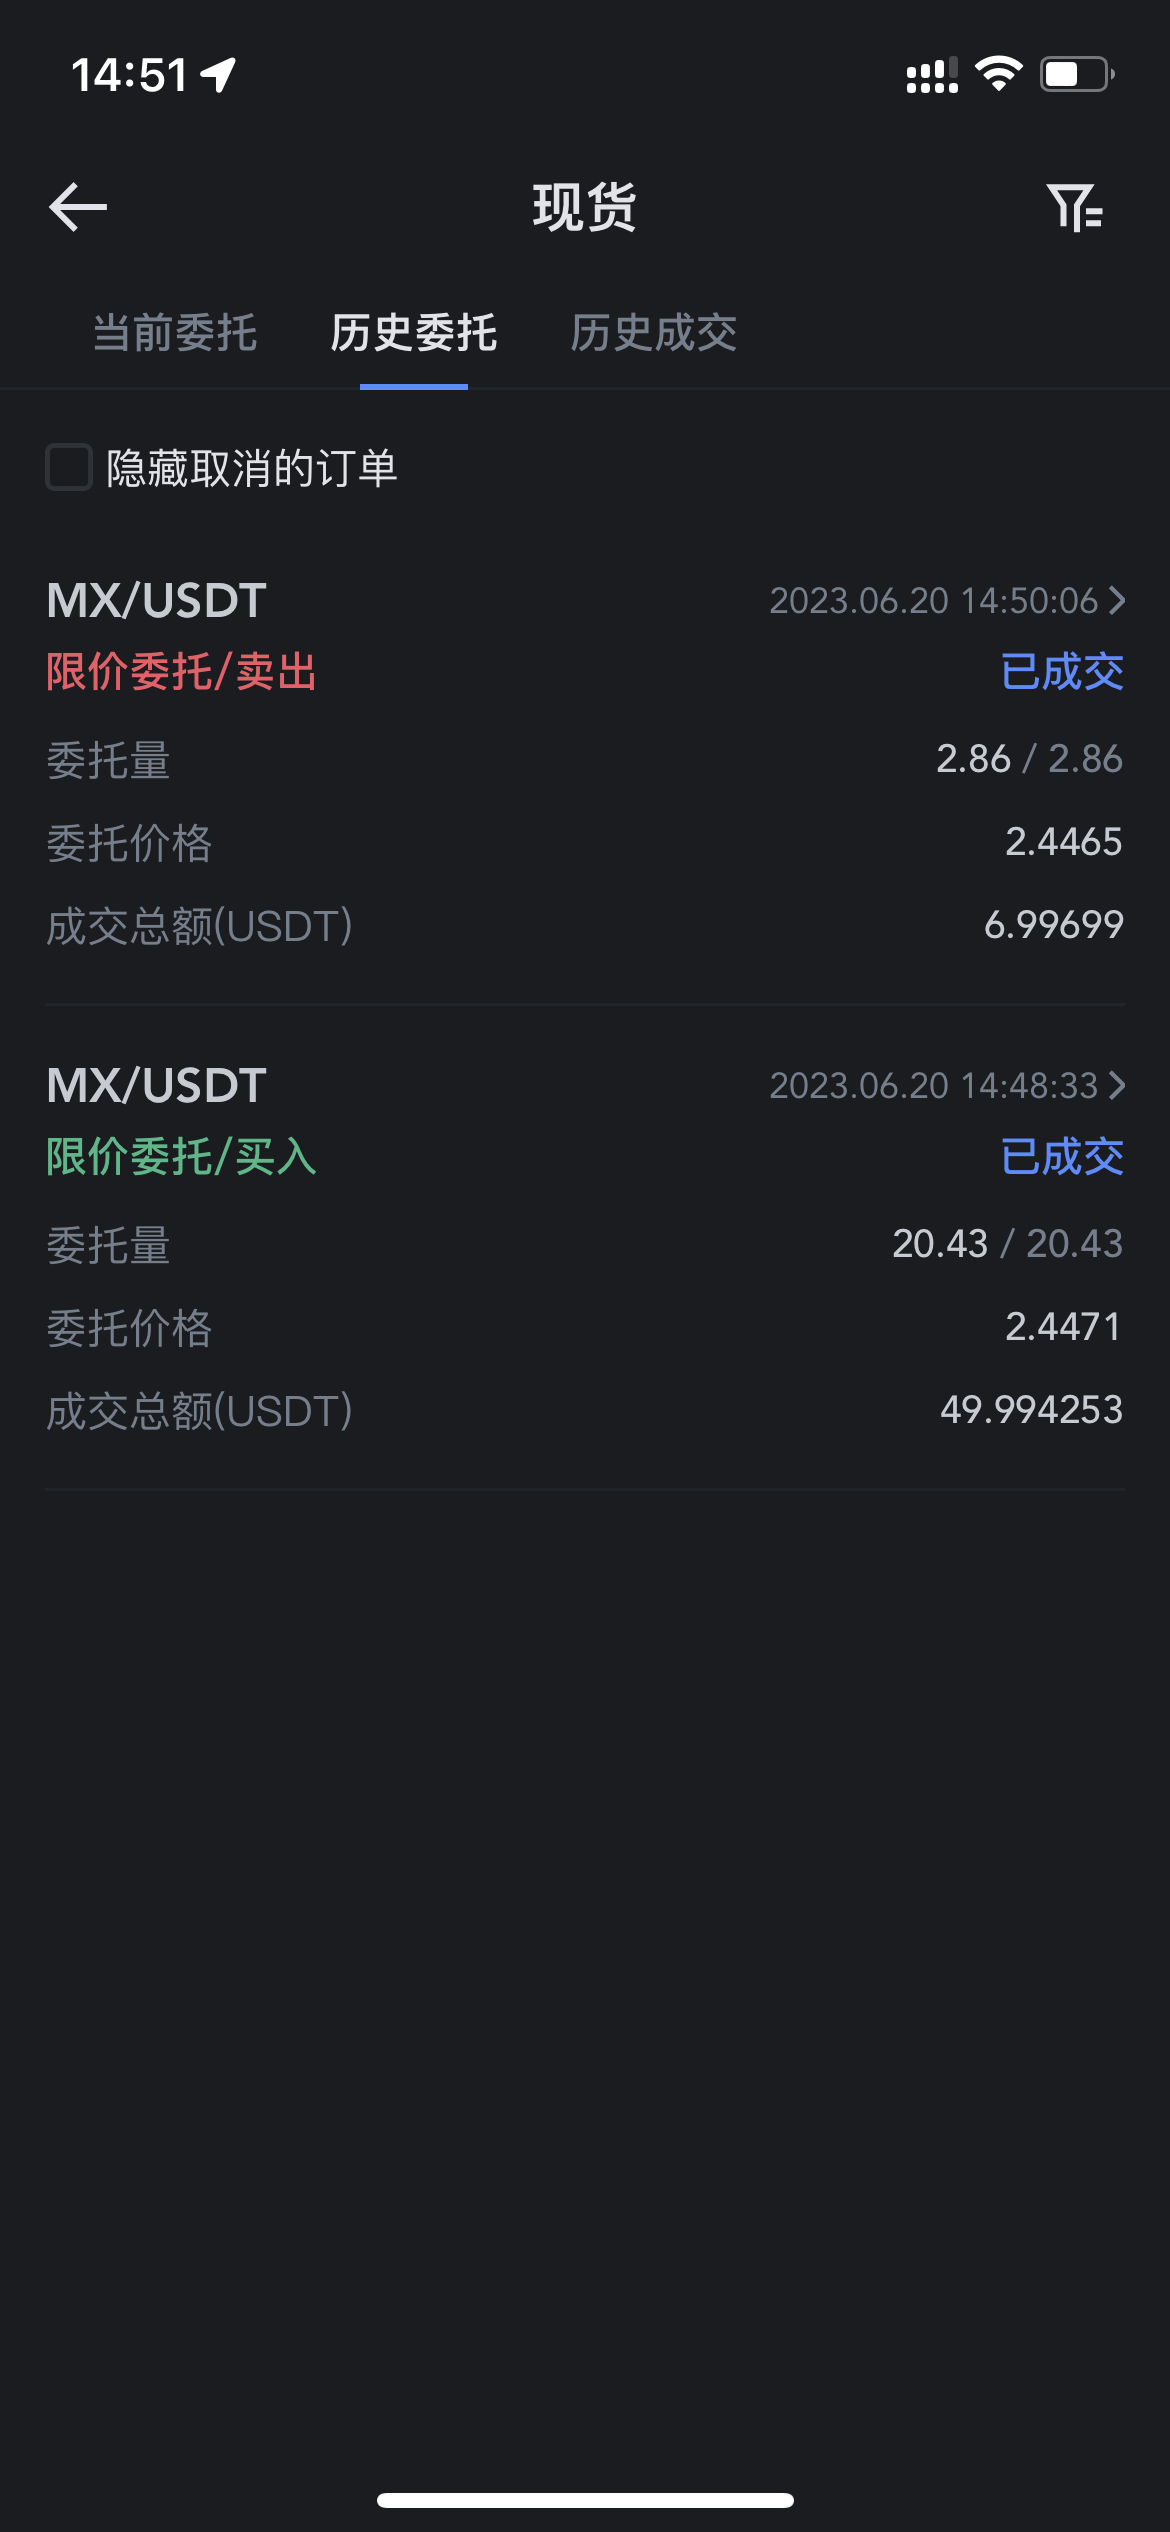 14:51
现货
当前委托 历史委托 历史成交
隐藏取消的订单
MX/USDT 2023.06.20 14:50:06
限价委托/卖出 已成交
委托量 2.86 / 2.86
委托价格 2.4465
成交总额(USDT) 6.99699
MX/USDT 2023.06.20 14:48:33
限价委托/买入 已成交
委托量 20.43 / 20.43
委托价格 2.4471
成交总额(USDT) 49.994253